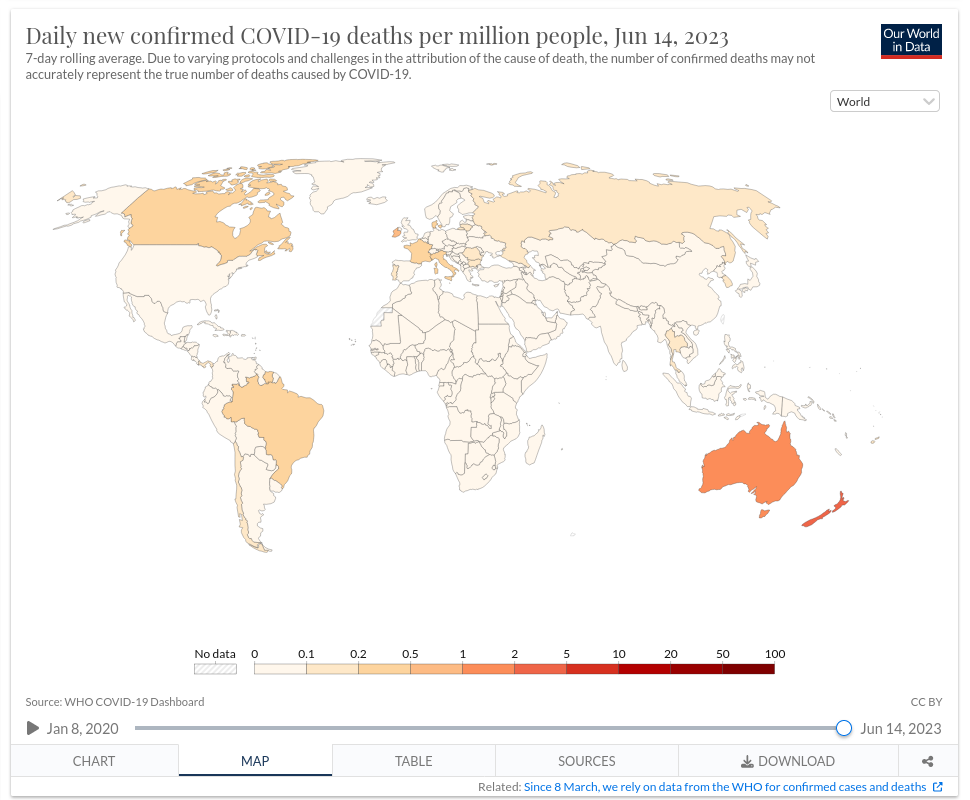 Daily new confirmed COVID-19 deaths per million people, Jun 14, 2023
Our World
in Data
7-day rolling average. Due to varying protocols and challenges in the attribution of the cause of death, the number of confirmed deaths may not
accurately represent the true number of deaths caused by COVID-19.
World
No data 0 0.1 0.2 0.5 1 2 5 10 20 50 100
Source: WHO COVID-19 Dashboard CC BY
Jan 8, 2020 Jun 14, 2023
CHART MAP TABLE SOURCES DOWNLOAD
Related: Since 8 March, we rely on data from the WHO for confirmed cases and deaths